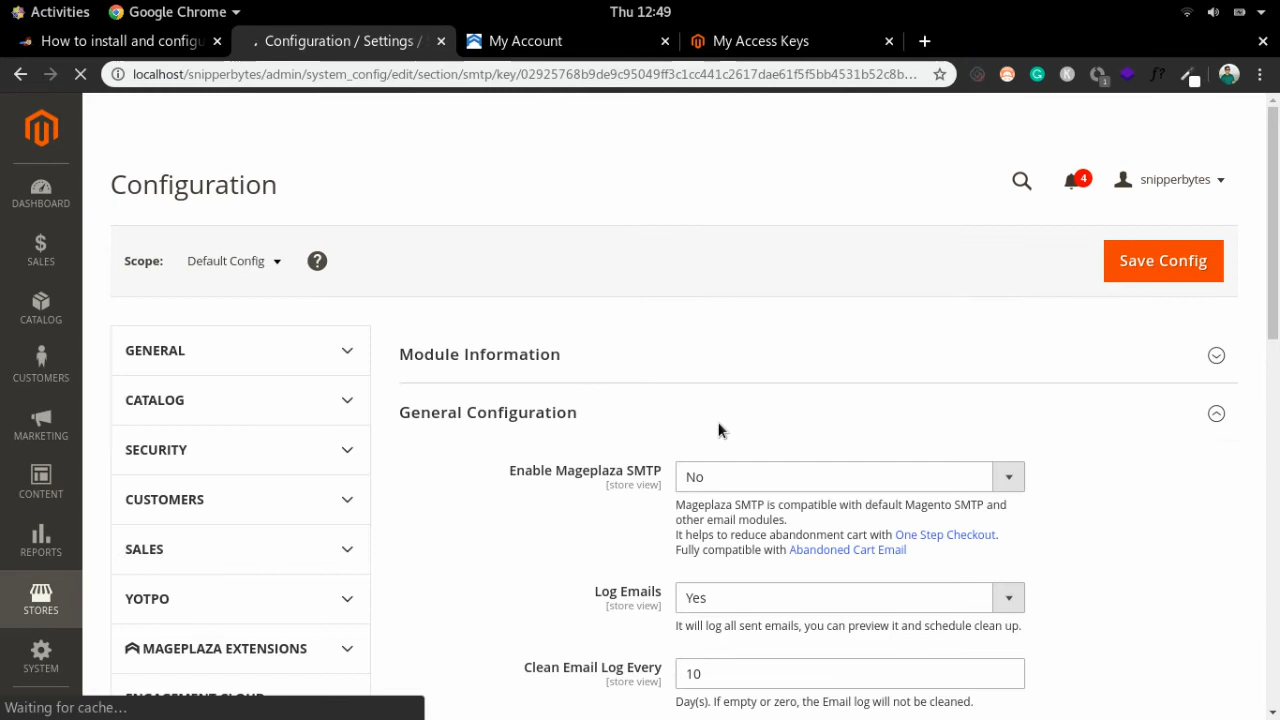 Activities
Google Chrome
Thu 12:49
How to install and configu
Configuration / Settings /
My Account
My Access Keys
localhost/snipperbytes/admin/system_config/edit/section/smtp/key/02925768b9de9c95049ff3c1cc441c2617dae61f5f5bb4531b52c8b...
Configuration
4
snipperbytes
Scope:
Default Config
?
Save Config
DASHBOARD
SALES
CATALOG
CUSTOMERS
MARKETING
CONTENT
REPORTS
STORES
SYSTEM
GENERAL
CATALOG
SECURITY
CUSTOMERS
SALES
YOTPO
MAGEPLAZA EXTENSIONS
ENGAGEMENT CLOUD
Module Information
General Configuration
Enable Mageplaza SMTP
[store view]
No
Mageplaza SMTP is compatible with default Magento SMTP and
other email modules.
It helps to reduce abandonment cart with One Step Checkout.
Fully compatible with Abandoned Cart Email
Log Emails
[store view]
Yes
It will log all sent emails, you can preview it and schedule clean up.
Clean Email Log Every
[store view]
10
Day(s). If empty or zero, the Email log will not be cleaned.
Waiting for cache...